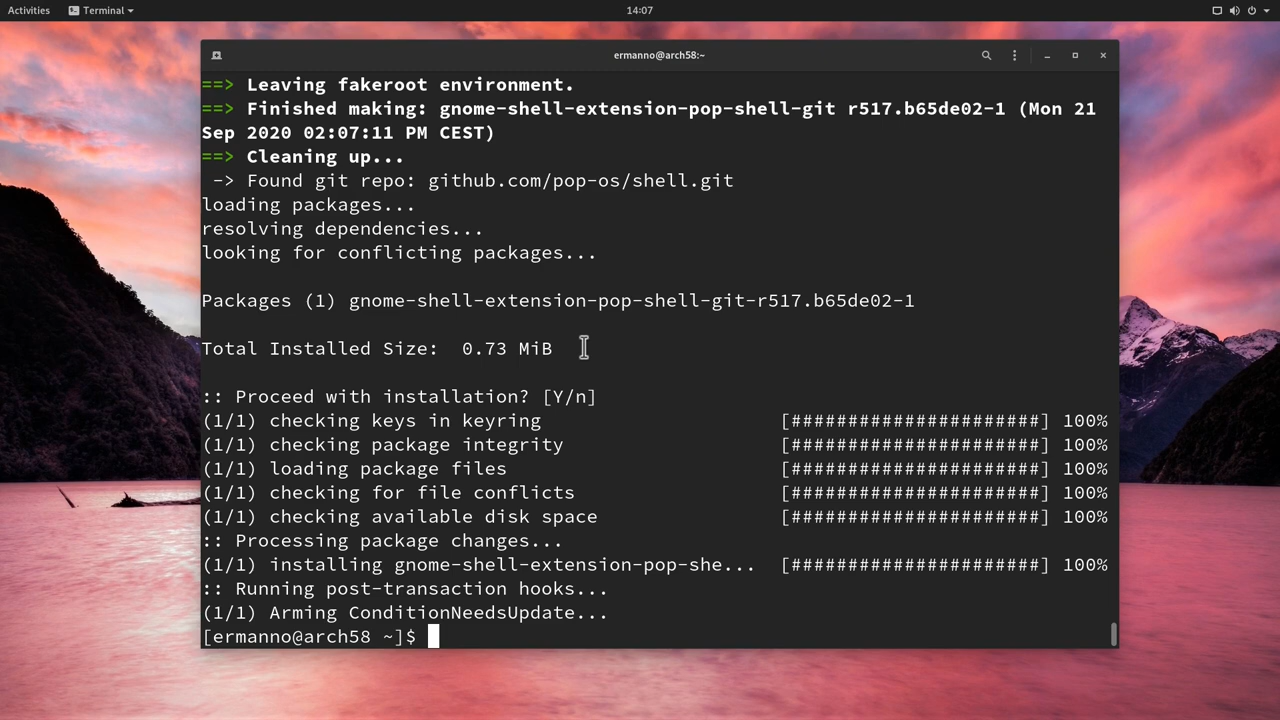 Activities
Terminal
14:07
ermanno@arch58:~
==> Leaving fakeroot environment.
==> Finished making: gnome-shell-extension-pop-shell-git r517.b65de02-1 (Mon 21
Sep 2020 02:07:11 PM CEST)
==> Cleaning up...
 -> Found git repo: github.com/pop-os/shell.git
loading packages...
resolving dependencies...
looking for conflicting packages...
Packages (1) gnome-shell-extension-pop-shell-git-r517.b65de02-1
Total Installed Size:  0.73 MiB
:: Proceed with installation? [Y/n]
(1/1) checking keys in keyring [######################] 100%
(1/1) checking package integrity [######################] 100%
(1/1) loading package files [######################] 100%
(1/1) checking for file conflicts [######################] 100%
(1/1) checking available disk space [######################] 100%
:: Processing package changes...
(1/1) installing gnome-shell-extension-pop-she... [######################] 100%
:: Running post-transaction hooks...
(1/1) Arming ConditionNeedsUpdate...
[ermanno@arch58 ~]$